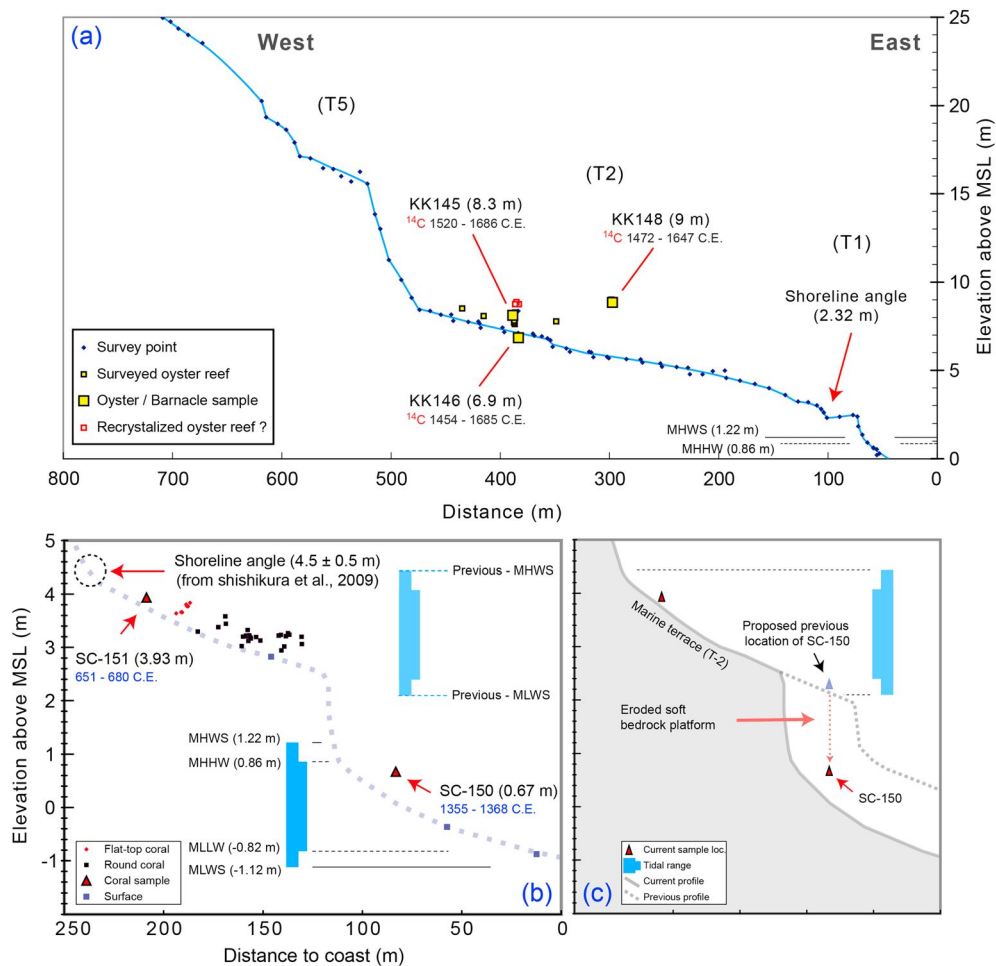 (a)
West
East
(T5)
(T2)
(T1)
KK145 (8.3 m)
14C 1520 - 1686 C.E.
KK148 (9 m)
14C 1472 - 1647 C.E.
Shoreline angle
(2.32 m)
KK146 (6.9 m)
14C 1454 - 1685 C.E.
MHWS (1.22 m)
MHHW (0.86 m)
Survey point
Surveyed oyster reef
Oyster / Barnacle sample
Recrystalized oyster reef ?
25
20
15
10
5
0
Elevation above MSL (m)
800
700
600
500
400
300
200
100
0
Distance (m)
5
4
3
2
1
0
-1
Elevation above MSL (m)
Shoreline angle (4.5 ± 0.5 m)
(from shishikura et al., 2009)
SC-151 (3.93 m)
651 - 680 C.E.
Previous - MHWS
Previous - MLWS
MHWS (1.22 m)
MHHW (0.86 m)
MLLW (-0.82 m)
MLWS (-1.12 m)
SC-150 (0.67 m)
1355 - 1368 C.E.
Flat-top coral
Round coral
Coral sample
Surface
(b)
250
200
150
100
50
0
Distance to coast (m)
Marine terrace (T-2)
Proposed previous
location of SC-150
Eroded soft
bedrock platform
SC-150
Current sample loc.
Tidal range
Current profile
Previous profile
(c)